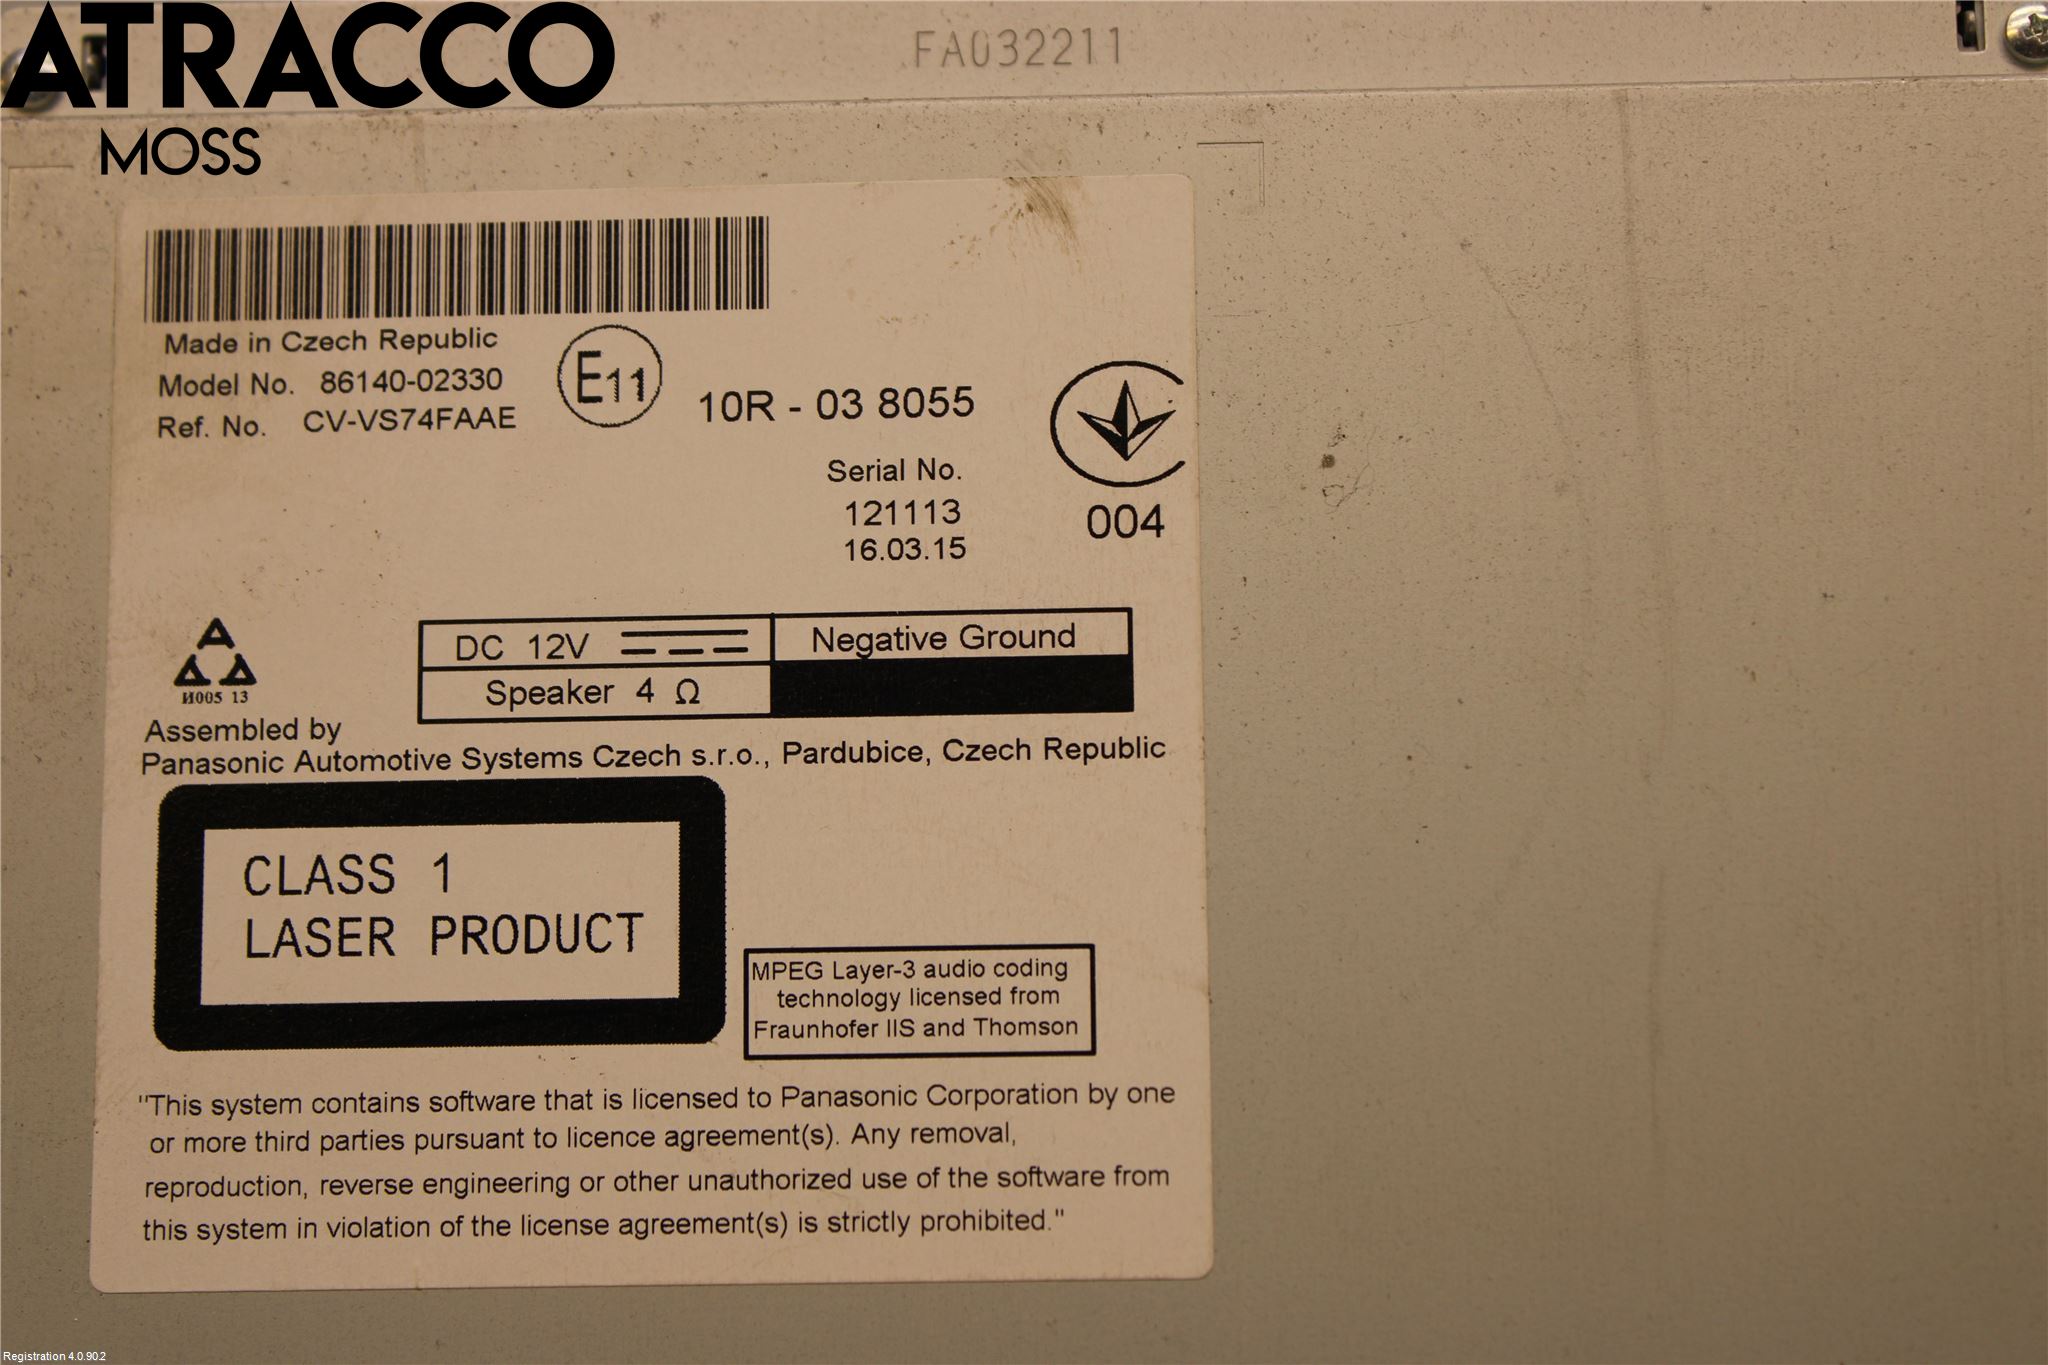 ATRACCO
MOSS
FA032211
Made in Czech Republic
Model No. 86140-02330
Ref. No. CV-VS74FAAE
E11
10R - 03 8055
Serial No.
121113
16.03.15
004
И005 13
DC 12V
Negative Ground
Speaker 4 Ω
Assembled by
Panasonic Automotive Systems Czech s.r.o., Pardubice, Czech Republic
CLASS 1
LASER PRODUCT
MPEG Layer-3 audio coding
technology licensed from
Fraunhofer IIS and Thomson
"This system contains software that is licensed to Panasonic Corporation by one
or more third parties pursuant to licence agreement(s). Any removal,
reproduction, reverse engineering or other unauthorized use of the software from
this system in violation of the license agreement(s) is strictly prohibited."
Registration 4.0.90.2